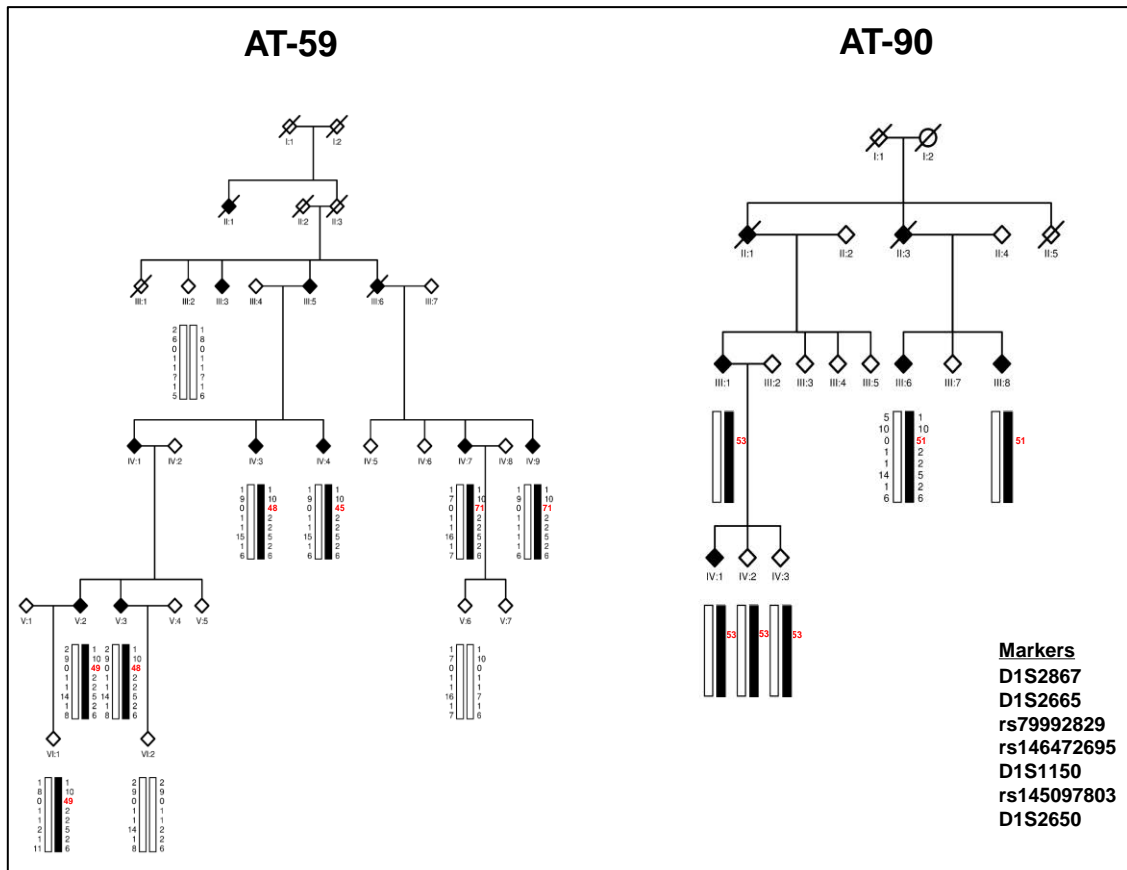 AT-59
I:1 I:2
II:1 II:2 II:3
III:1 III:2 III:3 III:4 III:5 III:6 III:7
2 1
6 8
0 0
1 1
1 1
? ?
1 1
5 6
IV:1 IV:2 IV:3 IV:4 IV:5 IV:6 IV:7 IV:8 IV:9
1 1 1 1 1 1 1 1
9 10 9 10 7 10 9 10
0 48 0 45 0 71 0 71
1 2 1 2 1 2 1 2
1 2 1 2 1 2 1 2
15 5 15 5 16 5 15 5
1 2 1 2 1 2 1 2
6 6 6 6 7 6 6 6
V:1 V:2 V:3 V:4 V:5 V:6 V:7
2 1 2 1 1 1
9 10 9 10 7 10
0 49 0 48 0 0
1 2 1 2 1 1
1 2 1 2 1 1
14 5 14 5 16 7
1 2 1 2 1 1
8 6 8 6 7 6
VI:1 VI:2
1 1 2 2
8 10 9 9
0 49 0 0
1 2 1 1
1 2 1 1
2 5 14 2
1 2 1 2
11 6 8 6
AT-90
I:1 I:2
II:1 II:2 II:3 II:4 II:5
III:1 III:2 III:3 III:4 III:5 III:6 III:7 III:8
53
5 1
10 10
0 51
1 2
1 2
14 5
1 2
6 6
51
IV:1 IV:2 IV:3
53 53 53
Markers
D1S2867
D1S2665
rs79992829
rs146472695
D1S1150
rs145097803
D1S2650